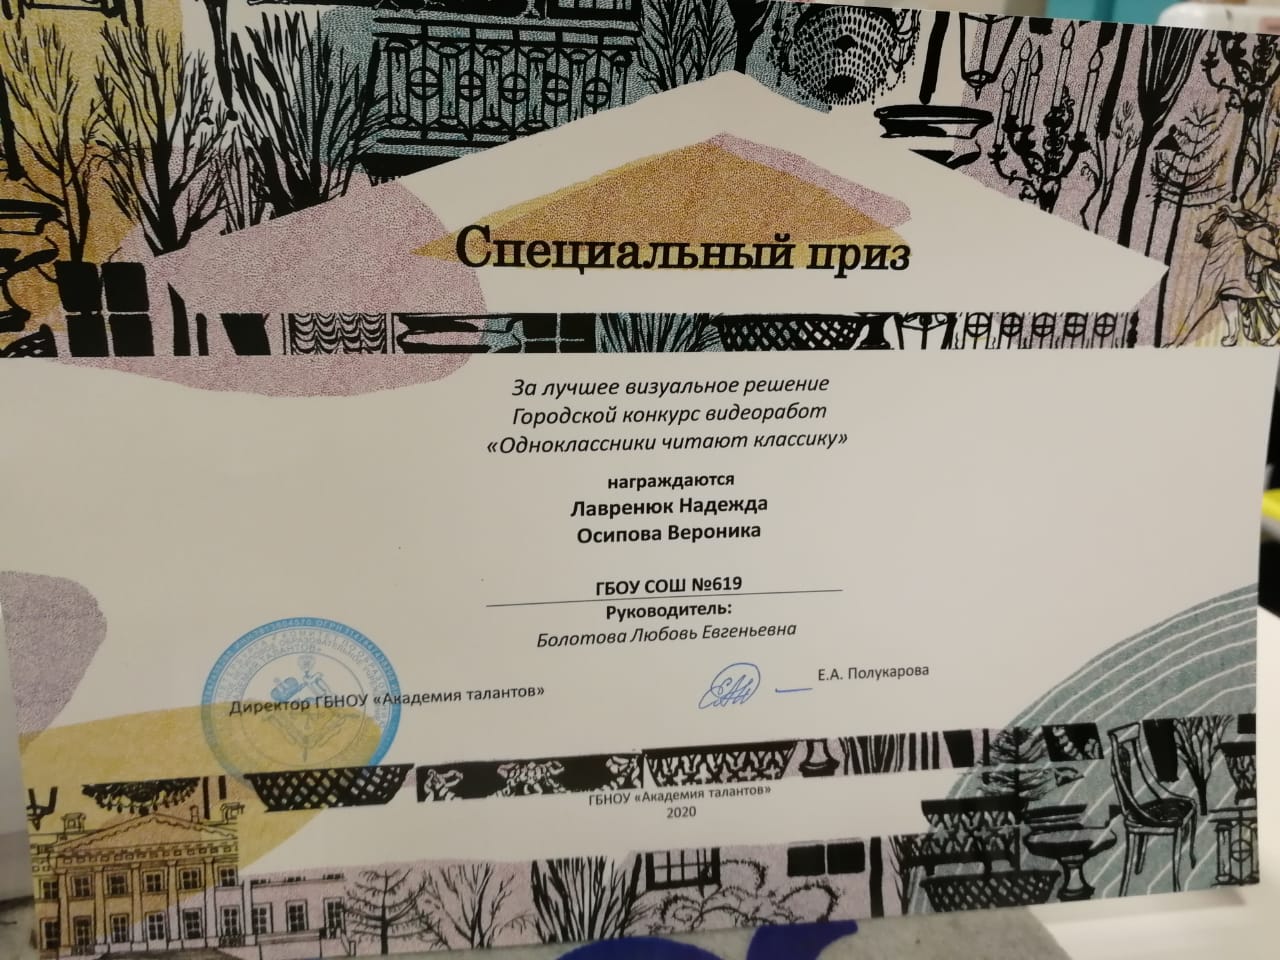 Специальный приз
За лучшее визуальное решение
Городской конкурс видеоработ
«Одноклассники читают классику»
награждаются
Лавренюк Надежда
Осипова Вероника
ГБОУ СОШ №619
Руководитель:
Болотова Любовь Евгеньевна
Директор ГБНОУ «Академия талантов»
Е.А. Полукарова
ГБНОУ «Академия талантов»
2020